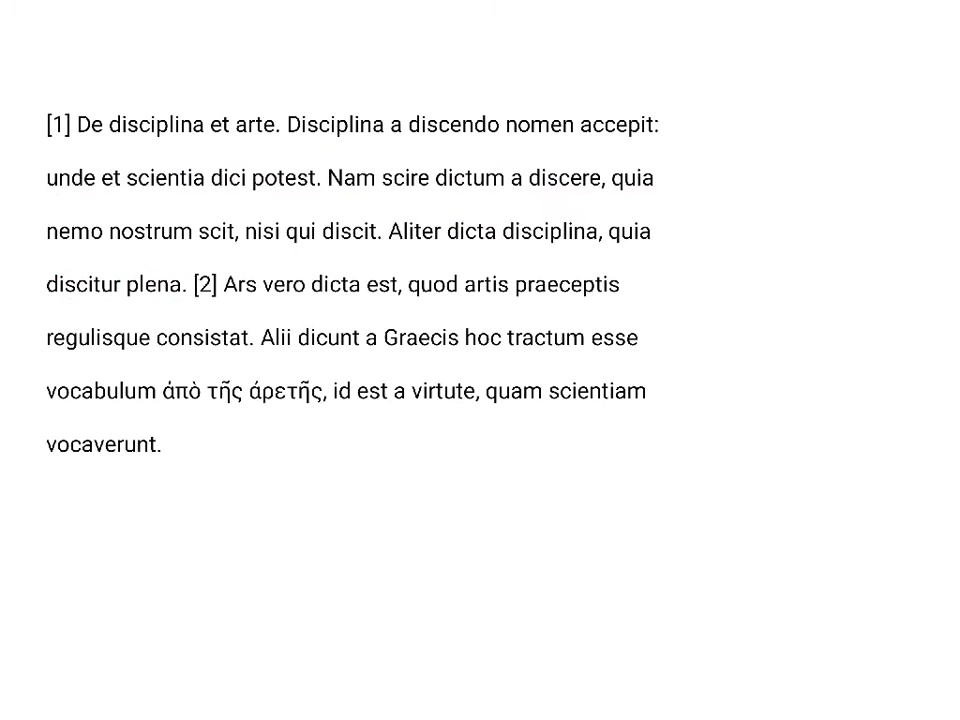 [1] De disciplina et arte. Disciplina a discendo nomen accepit:
unde et scientia dici potest. Nam scire dictum a discere, quia
nemo nostrum scit, nisi qui discit. Aliter dicta disciplina, quia
discitur plena. [2] Ars vero dicta est, quod artis praeceptis
regulisque consistat. Alii dicunt a Graecis hoc tractum esse
vocabulum ἀπὸ τῆς ἀρετῆς, id est a virtute, quam scientiam
vocaverunt.